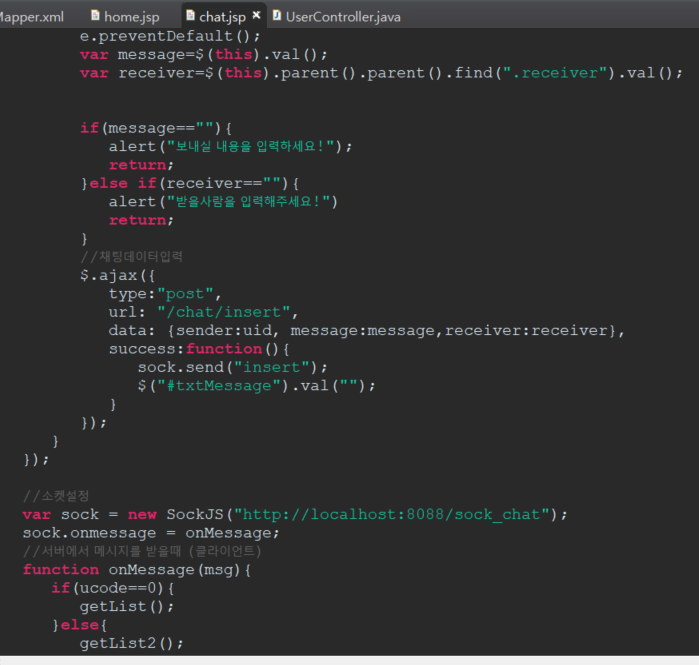 Mapper.xml home.jsp chat.jsp UserController.java
e.preventDefault();
var message=$(this).val();
var receiver=$(this).parent().parent().find(".receiver").val();
if(message==""){
alert("보내실 내용을 입력하세요!");
return;
}else if(receiver==""){
alert("받을사람을 입력해주세요!")
return;
}
//채팅데이터입력
$.ajax({
type:"post",
url: "/chat/insert",
data: {sender:uid, message:message,receiver:receiver},
success:function(){
sock.send("insert");
$("#txtMessage").val("");
}
});
}
});
//소켓설정
var sock = new SockJS("http://localhost:8088/sock_chat");
sock.onmessage = onMessage;
//서버에서 메시지를 받을때 (클라이언트)
function onMessage(msg){
if(ucode==0){
getList();
}else{
getList2();